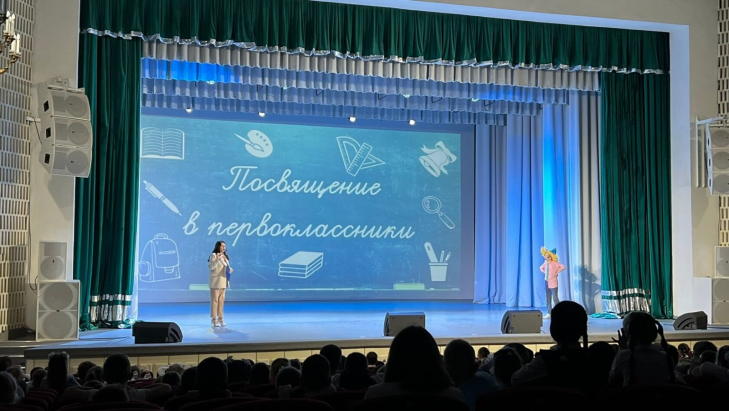 Посвящение
в первоклассники